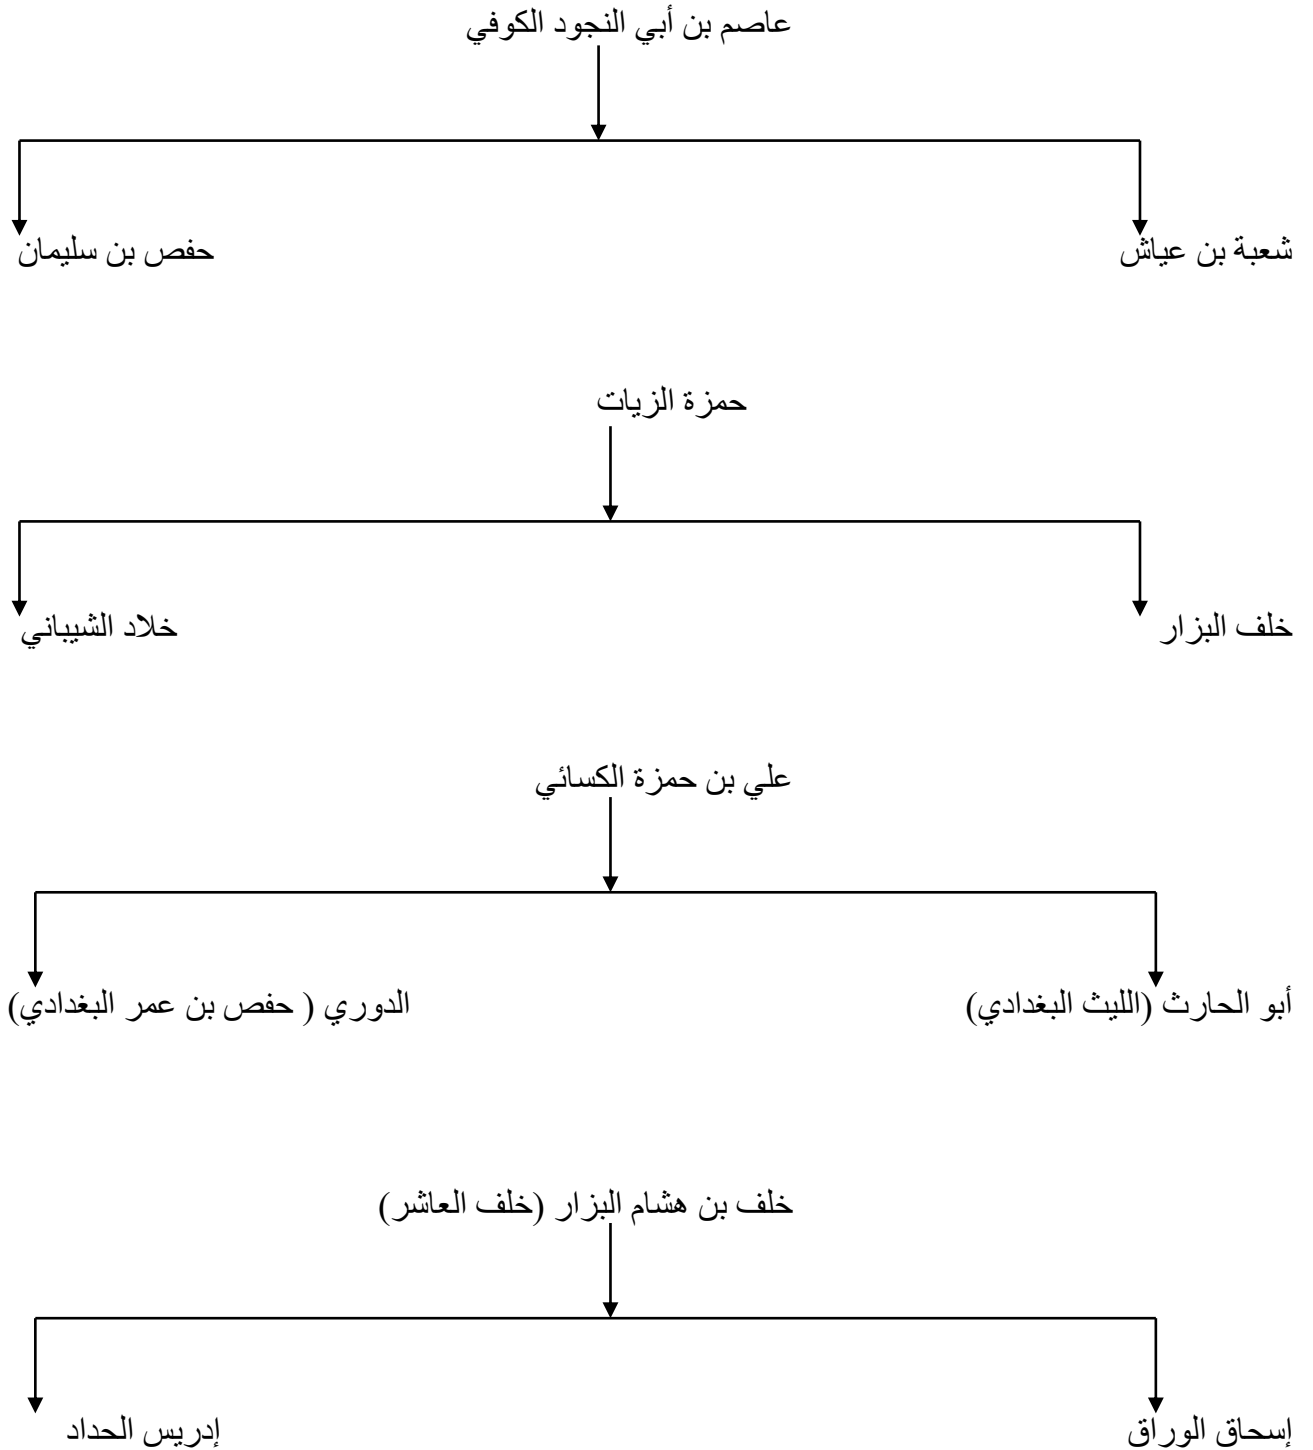 عاصم بن أبي النجود الكوفي
شعبة بن عياش
حفص بن سليمان
حمزة الزيات
خلف البزار
خلاد الشيباني
علي بن حمزة الكسائي
أبو الحارث (الليث البغدادي)
الدوري ( حفص بن عمر البغدادي)
خلف بن هشام البزار (خلف العاشر)
إسحاق الوراق
إدريس الحداد